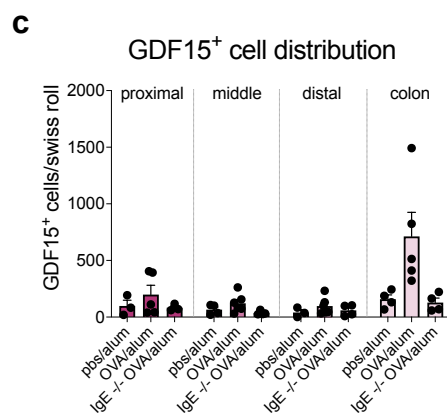 c
GDF15⁺ cell distribution
GDF15⁺ cells/swiss roll
2000
1500
1000
500
0
proximal middle distal colon
pbs/alum OVA/alum IgE -/- OVA/alum pbs/alum OVA/alum IgE -/- OVA/alum pbs/alum OVA/alum IgE -/- OVA/alum pbs/alum OVA/alum IgE -/- OVA/alum